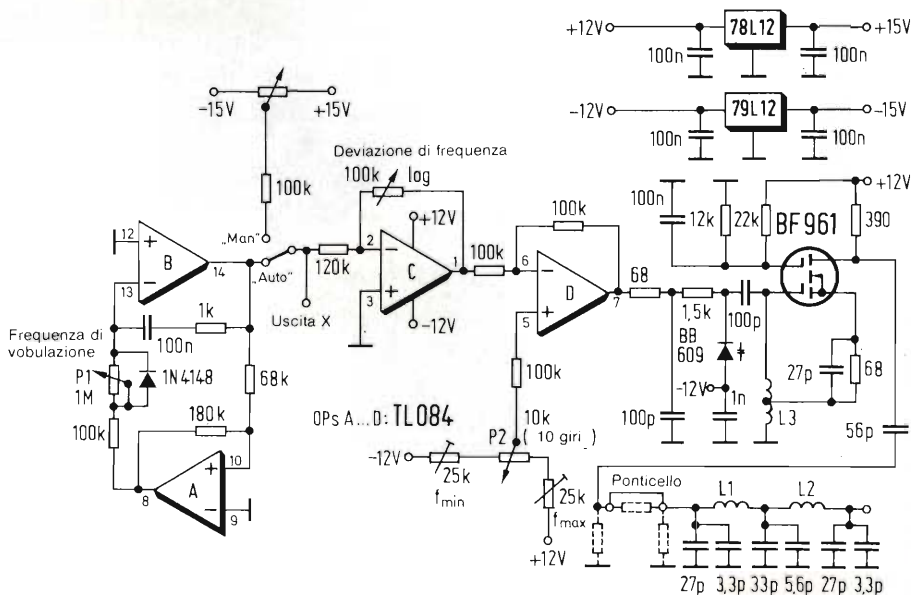 +12V
78L12
+15V
100n
100n
-12V
79L12
-15V
100n
100n
-15V
+15V
100k
„Man”
„Auto”
Deviazione di frequenza
100k
log
+12V
2
C
1
3
-12V
120k
Uscita X
12
B
14
13
1k
100n
Frequenza di
vobulazione
P1
1M
1N4148
100k
68k
180k
10
A
8
9
100k
100k
6
D
7
5
100k
OPs A...D: TL084
10k
P2 ( 10 giri )
-12V
25k
fmin
25k
fmax
+12V
100n
12k
22k
BF961
+12V
390
68
1,5k
100p
BB
609
-12V
100p
1n
L3
27p
68
56p
Ponticello
L1
L2
27p
3,3p
33p
5,6p
27p
3,3p